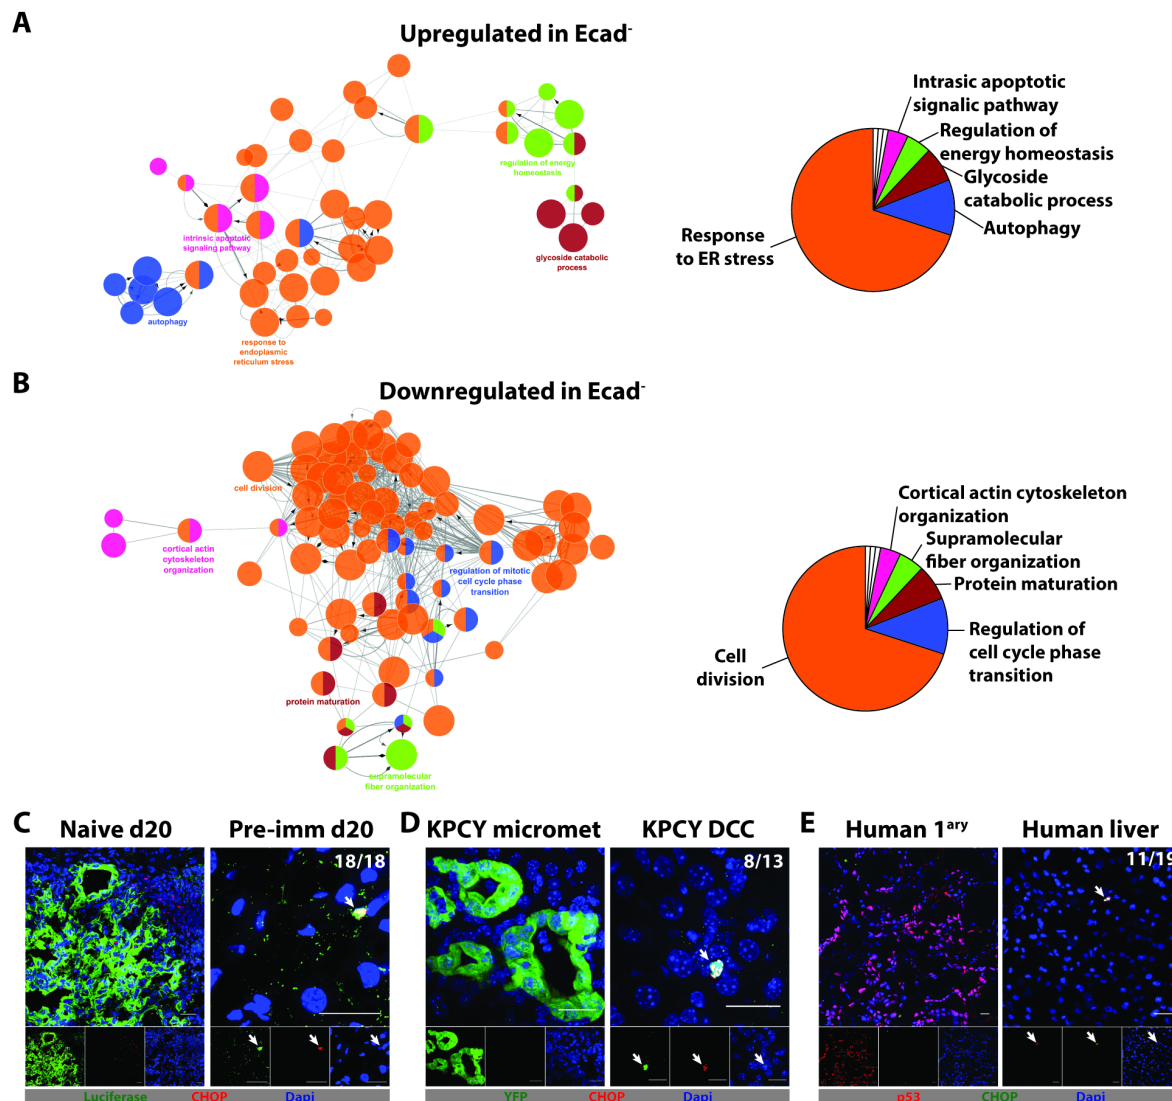 A
Upregulated in Ecad-
regulation of energy
homeostasis
intrinsic apoptotic
signaling pathway
glycoside catabolic
process
autophagy
response to
endoplasmic
reticulum stress
Intrasic apoptotic
signalic pathway
Regulation of
energy homeostasis
Glycoside
catabolic process
Autophagy
Response
to ER stress
B
Downregulated in Ecad-
cell division
cortical actin
cytoskeleton
organization
regulation of mitotic
cell cycle phase
transition
protein maturation
supramolecular
fiber organization
Cortical actin cytoskeleton
organization
Supramolecular
fiber organization
Protein maturation
Regulation of
cell cycle phase
transition
Cell
division
C
Naive d20
Pre-imm d20
18/18
Luciferase CHOP Dapi
D
KPCY micromet
KPCY DCC
8/13
YFP CHOP Dapi
E
Human 1ary
Human liver
11/19
p53 CHOP Dapi